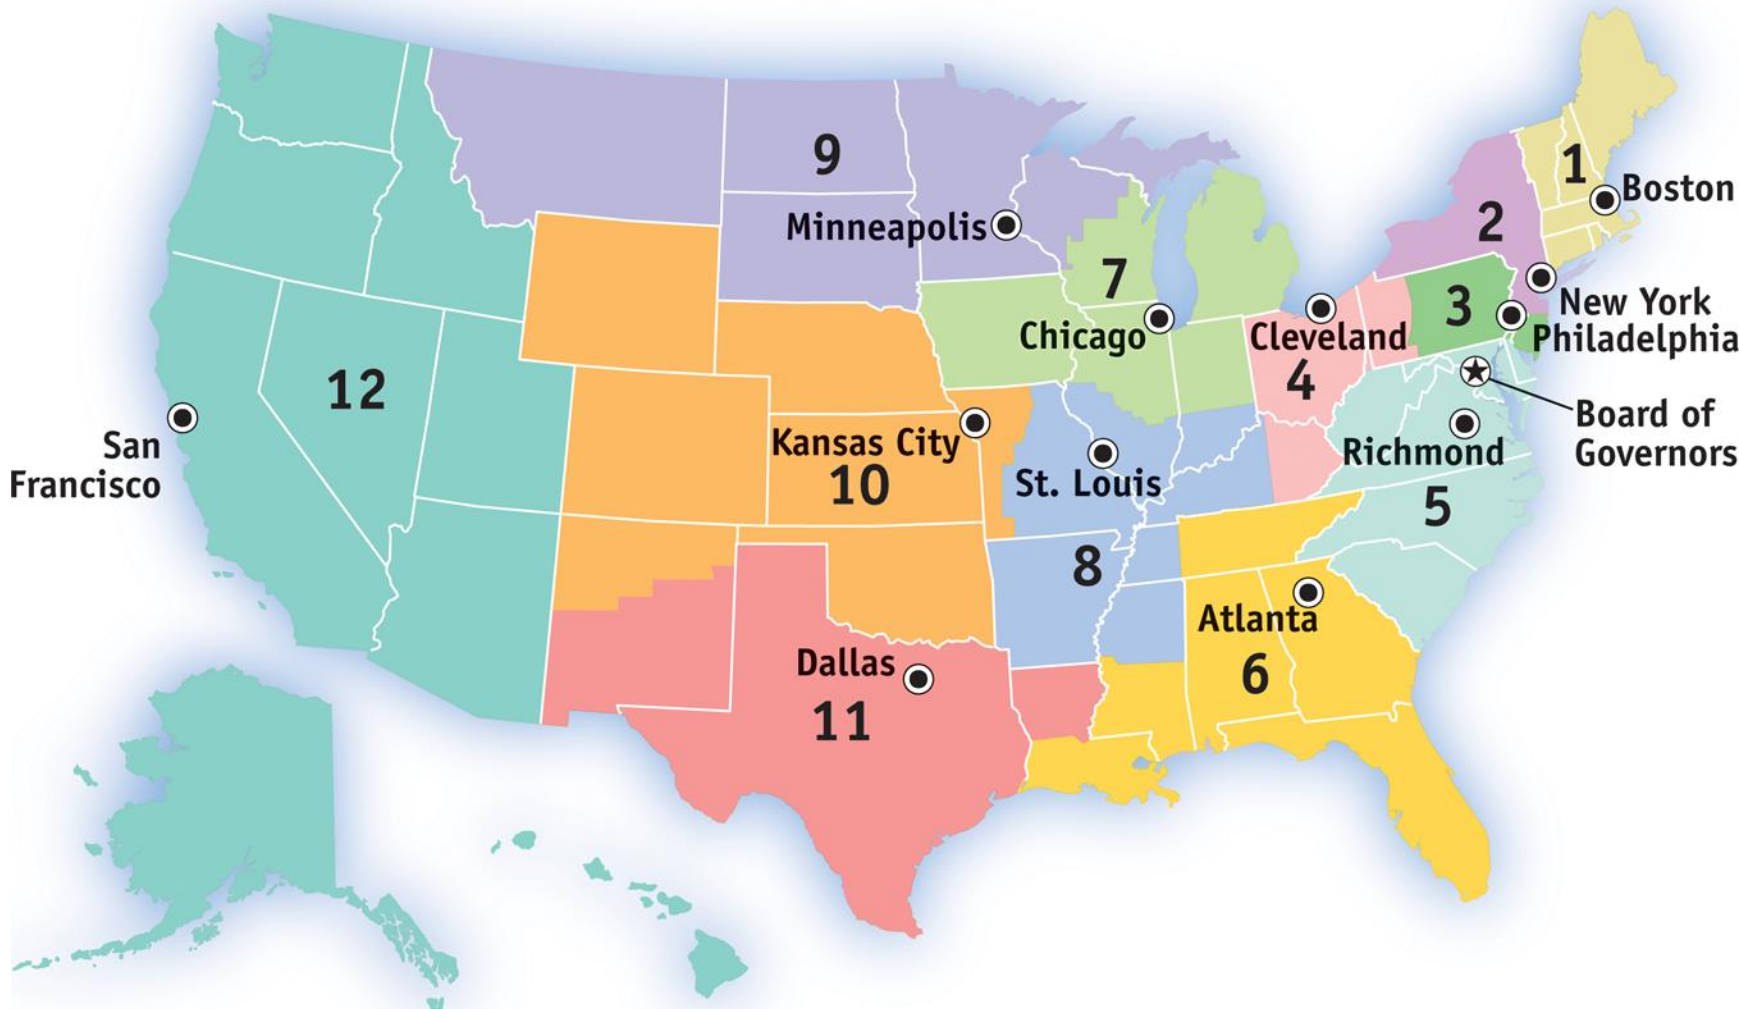 9
1
Boston
2
Minneapolis
7
3
New York
Philadelphia
Chicago
Cleveland
4
12
Board of
Governors
San
Francisco
Kansas City
10
St. Louis
Richmond
5
8
Atlanta
6
Dallas
11